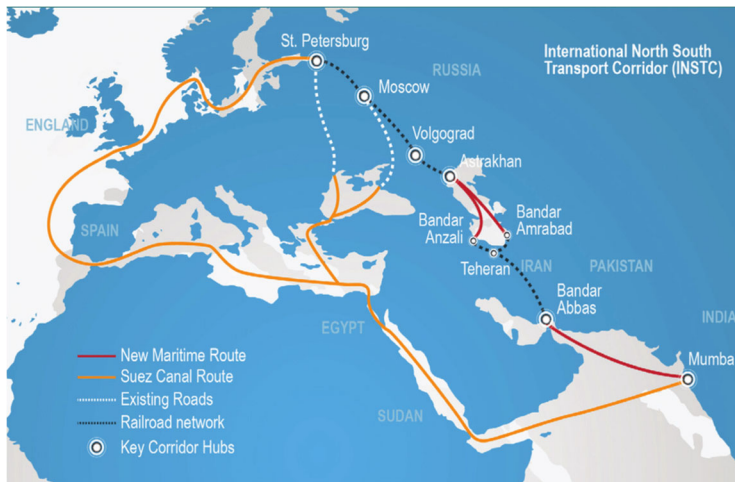 St. Petersburg
International North South
Transport Corridor (INSTC)
RUSSIA
Moscow
ENGLAND
Volgograd
Astrakhan
SPAIN
Bandar
Anzali
Bandar
Amrabad
Teheran
IRAN
PAKISTAN
Bandar
Abbas
INDIA
EGYPT
Mumba
New Maritime Route
Suez Canal Route
Existing Roads
Railroad network
Key Corridor Hubs
SUDAN